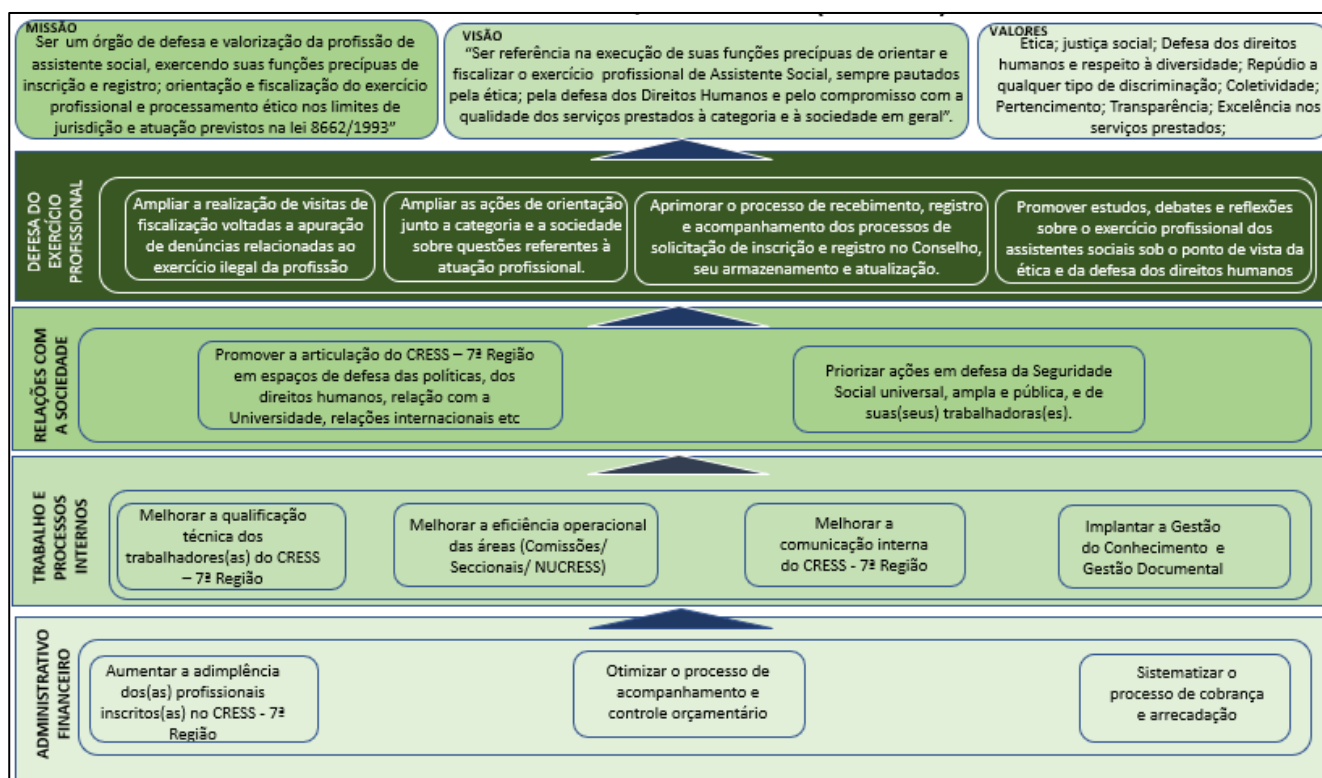 MISSÃO
Ser um órgão de defesa e valorização da profissão de
assistente social, exercendo suas funções precípuas de
inscrição e registro; orientação e fiscalização do exercício
profissional e processamento ético nos limites de
jurisdição e atuação previstos na lei 8662/1993”
VISÃO
“Ser referência na execução de suas funções precípuas de orientar e
fiscalizar o exercício profissional de Assistente Social, sempre pautados
pela ética; pela defesa dos Direitos Humanos e pelo compromisso com a
qualidade dos serviços prestados à categoria e à sociedade em geral”.
VALORES
Ética; justiça social; Defesa dos direitos
humanos e respeito à diversidade; Repúdio a
qualquer tipo de discriminação; Coletividade;
Pertencimento; Transparência; Excelência nos
serviços prestados;
DEFESA DO
EXERCÍCIO
PROFISSIONAL
Ampliar a realização de visitas de
fiscalização voltadas a apuração
de denúncias relacionadas ao
exercício ilegal da profissão
Ampliar as ações de orientação
junto a categoria e a sociedade
sobre questões referentes à
atuação profissional.
Aprimorar o processo de recebimento, registro
e acompanhamento dos processos de
solicitação de inscrição e registro no Conselho,
seu armazenamento e atualização.
Promover estudos, debates e reflexões
sobre o exercício profissional dos
assistentes sociais sob o ponto de vista da
ética e da defesa dos direitos humanos
RELAÇÕES COM
A SOCIEDADE
Promover a articulação do CRESS – 7ª Região
em espaços de defesa das políticas, dos
direitos humanos, relação com a
Universidade, relações internacionais etc
Priorizar ações em defesa da Seguridade
Social universal, ampla e pública, e de
suas(seus) trabalhadoras(es).
TRABALHO E
PROCESSOS
INTERNOS
Melhorar a qualificação
técnica dos
trabalhadores(as) do CRESS
– 7ª Região
Melhorar a eficiência operacional
das áreas (Comissões/
Seccionais/ NUCRESS)
Melhorar a
comunicação interna
do CRESS - 7ª Região
Implantar a Gestão
do Conhecimento e
Gestão Documental
ADMINISTRATIVO
FINANCEIRO
Aumentar a adimplência
dos(as) profissionais
inscritos(as) no CRESS - 7ª
Região
Otimizar o processo de
acompanhamento e
controle orçamentário
Sistematizar o
processo de cobrança
e arrecadação